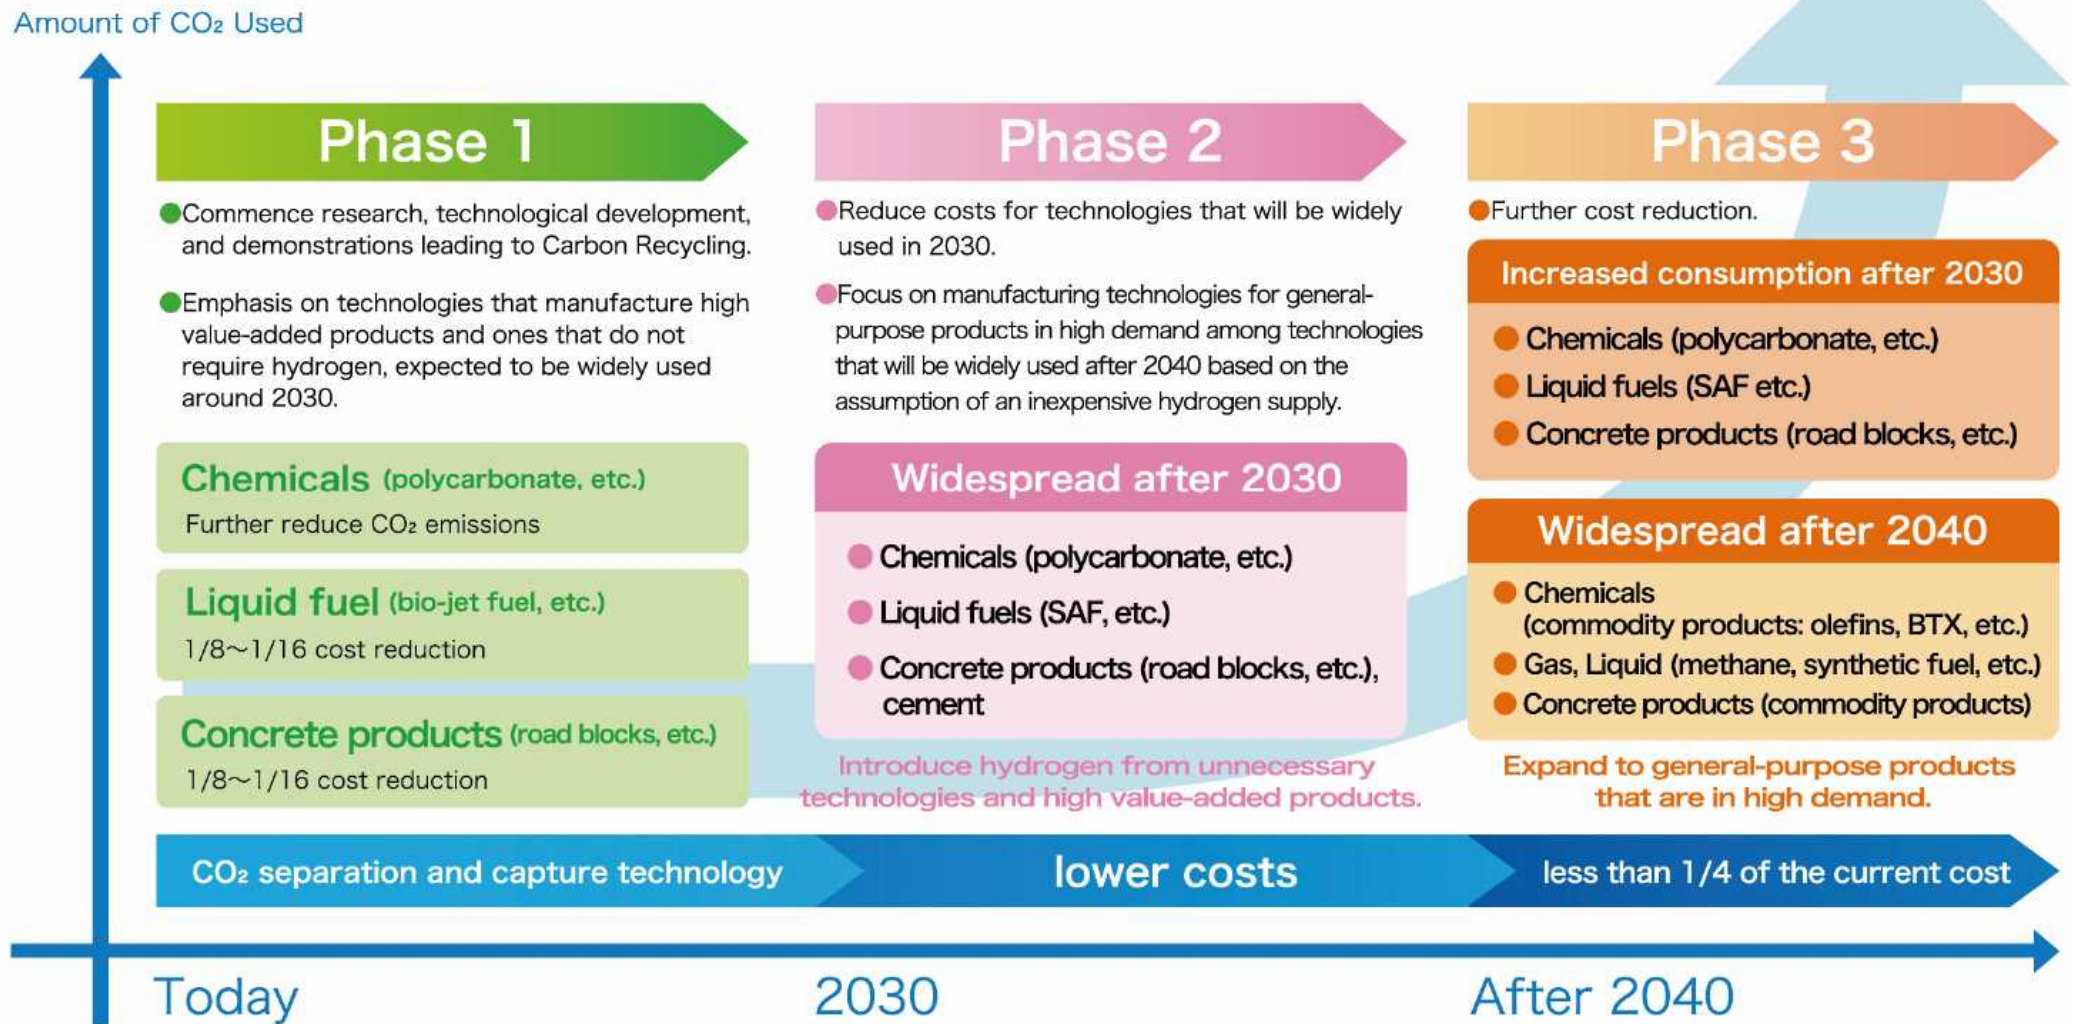 Amount of CO₂ Used
Phase 1
●Commence research, technological development,
and demonstrations leading to Carbon Recycling.
●Emphasis on technologies that manufacture high
value-added products and ones that do not
require hydrogen, expected to be widely used
around 2030.
Chemicals (polycarbonate, etc.)
Further reduce CO₂ emissions
Liquid fuel (bio-jet fuel, etc.)
1/8～1/16 cost reduction
Concrete products (road blocks, etc.)
1/8～1/16 cost reduction
Phase 2
●Reduce costs for technologies that will be widely
used in 2030.
●Focus on manufacturing technologies for general-
purpose products in high demand among technologies
that will be widely used after 2040 based on the
assumption of an inexpensive hydrogen supply.
Widespread after 2030
● Chemicals (polycarbonate, etc.)
● Liquid fuels (SAF, etc.)
● Concrete products (road blocks, etc.),
cement
Introduce hydrogen from unnecessary
technologies and high value-added products.
Phase 3
●Further cost reduction.
Increased consumption after 2030
● Chemicals (polycarbonate, etc.)
● Liquid fuels (SAF etc.)
● Concrete products (road blocks, etc.)
Widespread after 2040
● Chemicals
(commodity products: olefins, BTX, etc.)
● Gas, Liquid (methane, synthetic fuel, etc.)
● Concrete products (commodity products)
Expand to general-purpose products
that are in high demand.
CO₂ separation and capture technology
lower costs
less than 1/4 of the current cost
Today
2030
After 2040